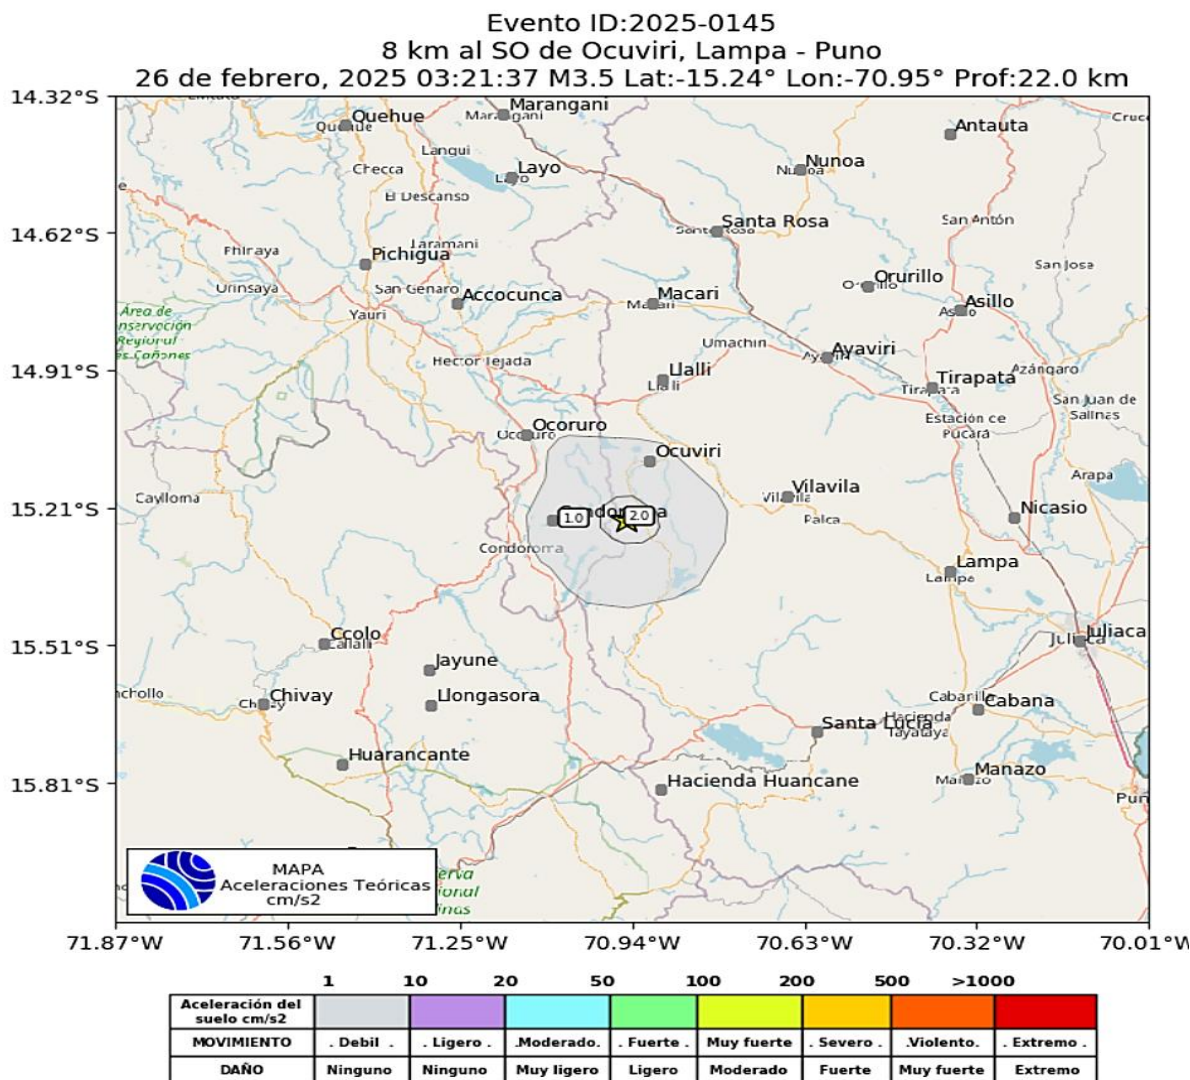 Evento ID:2025-0145
8 km al SO de Ocuviri, Lampa - Puno
26 de febrero, 2025 03:21:37 M3.5 Lat:-15.24° Lon:-70.95° Prof:22.0 km
14.32°S
14.62°S
14.91°S
15.21°S
15.51°S
15.81°S
Marangani
Quehue
Antauta
Langui
Nunoa
Checca
Layo
El Descanso
Santa Rosa
San Antón
Pichigua
San Jose
Orurillo
San Genaro
Accocunca
Macari
Asillo
Área de
Regional
Yauri
Umachiri
Ayaviri
Hector Tejada
Llalli
Azángaro
Tirapata
San Juan de
Salinas
Estación de
Pucará
Ocoruro
Ocuviri
Arapa
Vilavila
Caylloma
Palca
Nicasio
1.0
2.0
Condoroma
Lampa
Lampa
Ccolo
Callalli
Juliaca
Jayune
Chivay
Llongasora
Cabanilla
Cabana
Santa Lucia
Hacienda
Tayataya
Huarancante
Hacienda Huancane
Manazo
MAPA
Aceleraciones Teóricas
cm/s2
71.87°W 71.56°W 71.25°W 70.94°W 70.63°W 70.32°W 70.01°W
1 10 20 50 100 200 500 >1000
Aceleración del
suelo cm/s2
MOVIMIENTO . Debil . . Ligero . .Moderado. . Fuerte . Muy fuerte . Severo . .Violento. . Extremo .
DAÑO Ninguno Ninguno Muy ligero Ligero Moderado Fuerte Muy fuerte Extremo